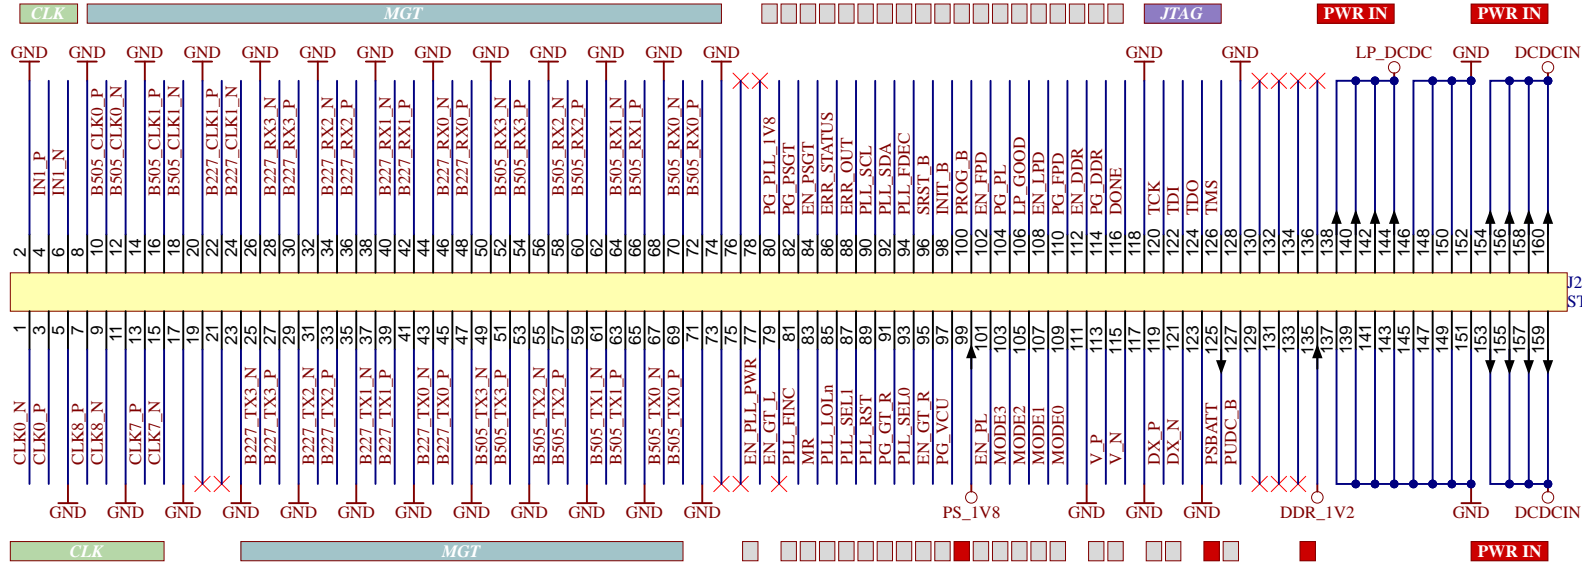 CLK MGT JTAG PWR IN PWR IN
GND GND GND GND GND GND GND GND GND GND GND GND GND GND GND LP_DCDC GND DCDCIN
IN1_P
IN1_N
B505_CLK0_P
B505_CLK0_N
B505_CLK1_P
B505_CLK1_N
B227_CLK1_P
B227_CLK1_N
B227_RX3_N
B227_RX3_P
B227_RX2_N
B227_RX2_P
B227_RX1_N
B227_RX1_P
B227_RX0_N
B227_RX0_P
B505_RX3_N
B505_RX3_P
B505_RX2_N
B505_RX2_P
B505_RX1_N
B505_RX1_P
B505_RX0_N
B505_RX0_P
PG_PLL_1V8
PG_PSGT
EN_PSGT
ERR_STATUS
ERR_OUT
PLL_SCL
PLL_SDA
PLL_FDEC
SRST_B
INIT_B
PROG_B
EN_FPD
PG_PL
LP_GOOD
EN_LPD
PG_FPD
EN_DDR
PG_DDR
DONE
TCK
TDI
TDO
TMS
2 4 6 8 10 12 14 16 18 20 22 24 26 28 30 32 34 36 38 40 42 44 46 48 50 52 54 56 58 60 62 64 66 68 70 72 74 76 78 80 82 84 86 88 90 92 94 96 98 100 102 104 106 108 110 112 114 116 118 120 122 124 126 128 130 132 134 136 138 140 142 144 146 148 150 152 154 156 158 160
J2
ST
1 3 5 7 9 11 13 15 17 19 21 23 25 27 29 31 33 35 37 39 41 43 45 47 49 51 53 55 57 59 61 63 65 67 69 71 73 75 77 79 81 83 85 87 89 91 93 95 97 99 101 103 105 107 109 111 113 115 117 119 121 123 125 127 129 131 133 135 137 139 141 143 145 147 149 151 153 155 157 159
CLK0_N
CLK0_P
CLK8_P
CLK8_N
CLK7_P
CLK7_N
B227_TX3_N
B227_TX3_P
B227_TX2_N
B227_TX2_P
B227_TX1_N
B227_TX1_P
B227_TX0_N
B227_TX0_P
B505_TX3_N
B505_TX3_P
B505_TX2_N
B505_TX2_P
B505_TX1_N
B505_TX1_P
B505_TX0_N
B505_TX0_P
EN_PLL_PWR
EN_GT_L
PLL_FINC
MR
PLL_LOLn
PLL_SEL1
PLL_RST
PG_GT_R
PLL_SEL0
EN_GT_R
PG_VCU
EN_PL
MODE3
MODE2
MODE1
MODE0
V_P
V_N
DX_P
DX_N
PSBATT
PUDC_B
GND GND GND GND GND GND GND GND GND GND GND GND PS_1V8 GND GND GND DDR_1V2 GND DCDCIN
CLK MGT PWR IN